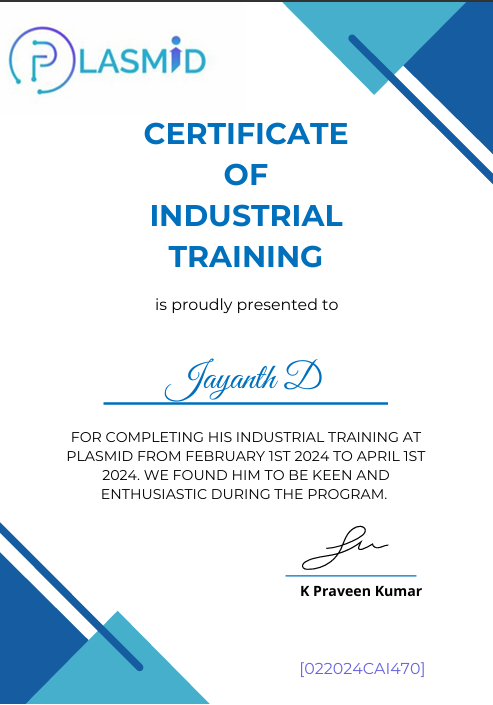 PLASMID
CERTIFICATE
OF
INDUSTRIAL
TRAINING
is proudly presented to
Jayanth D
FOR COMPLETING HIS INDUSTRIAL TRAINING AT
PLASMID FROM FEBRUARY 1ST 2024 TO APRIL 1ST
2024. WE FOUND HIM TO BE KEEN AND
ENTHUSIASTIC DURING THE PROGRAM.
K Praveen Kumar
[022024CAI470]